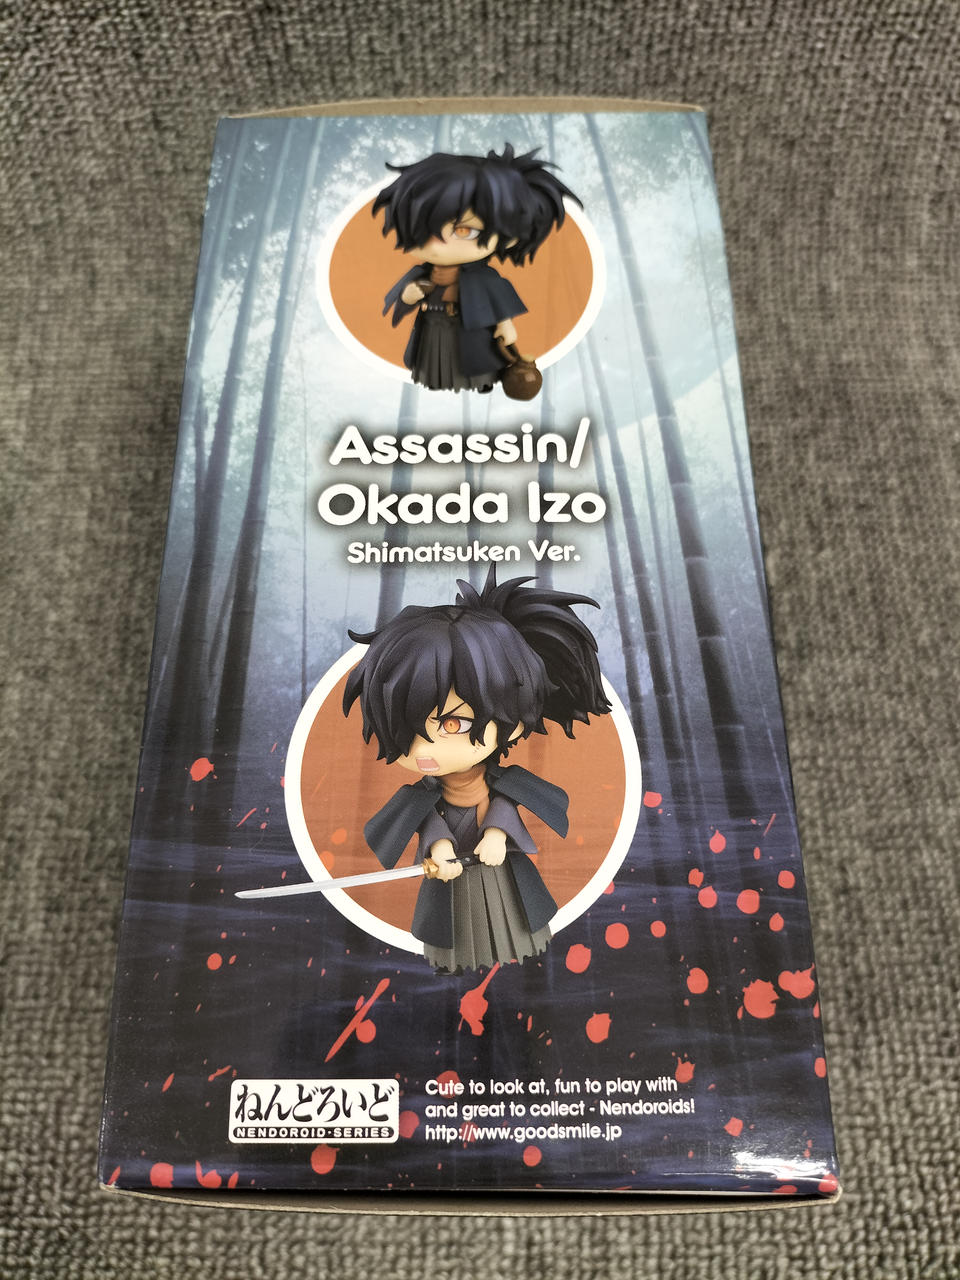 Assassin/
Okada Izo
Shimatsuken Ver.
ねんどろいど
NENDOROID·SERIES
Cute to look at, fun to play with
and great to collect - Nendoroids!
http://www.goodsmile.jp